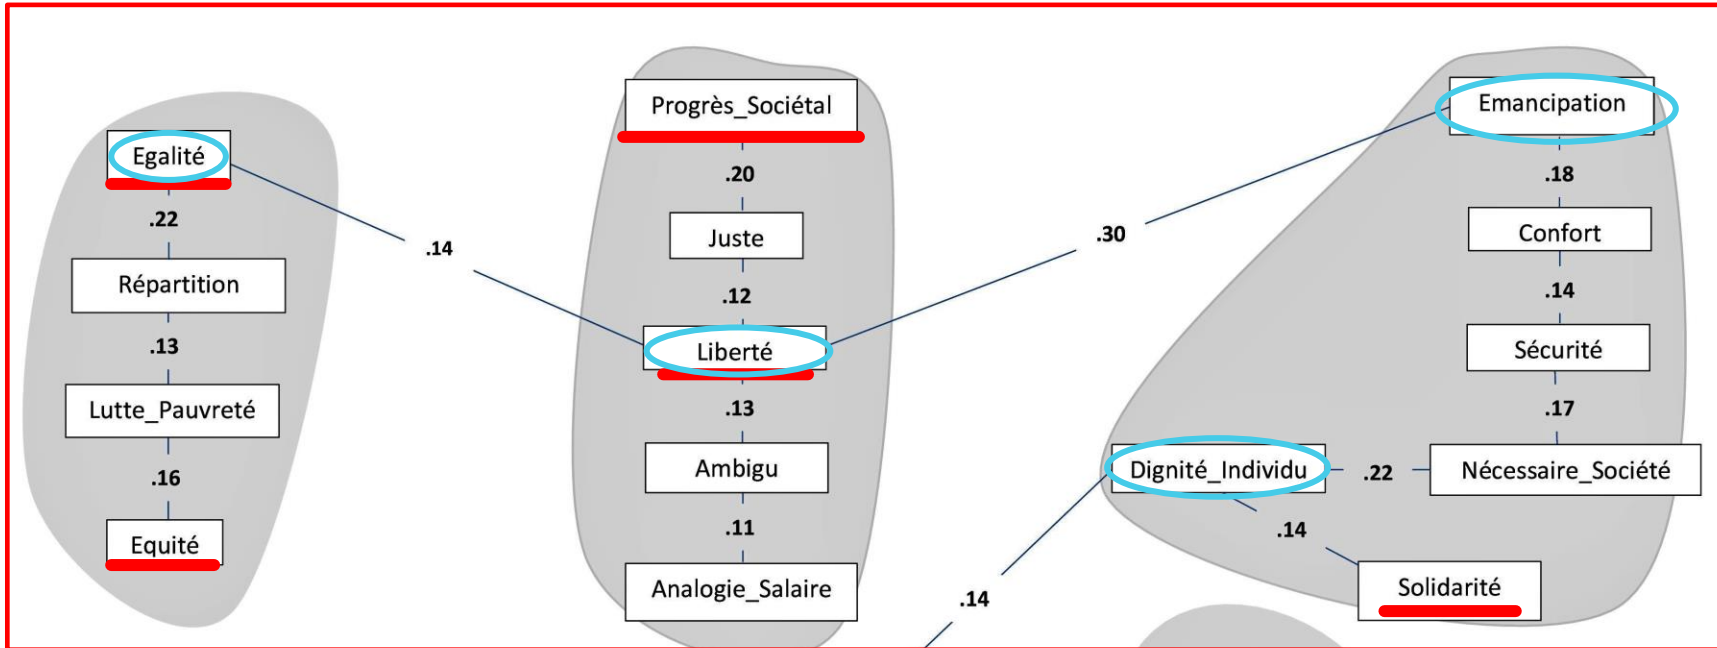 Egalité
.22
Répartition
.13
Lutte_Pauvreté
.16
Equité
.14
Progrès_Sociétal
.20
Juste
.12
Liberté
.13
Ambigu
.11
Analogie_Salaire
.30
Emancipation
.18
Confort
.14
Sécurité
.17
Dignité_Individu
.22
Nécessaire_Société
.14
Solidarité
.14